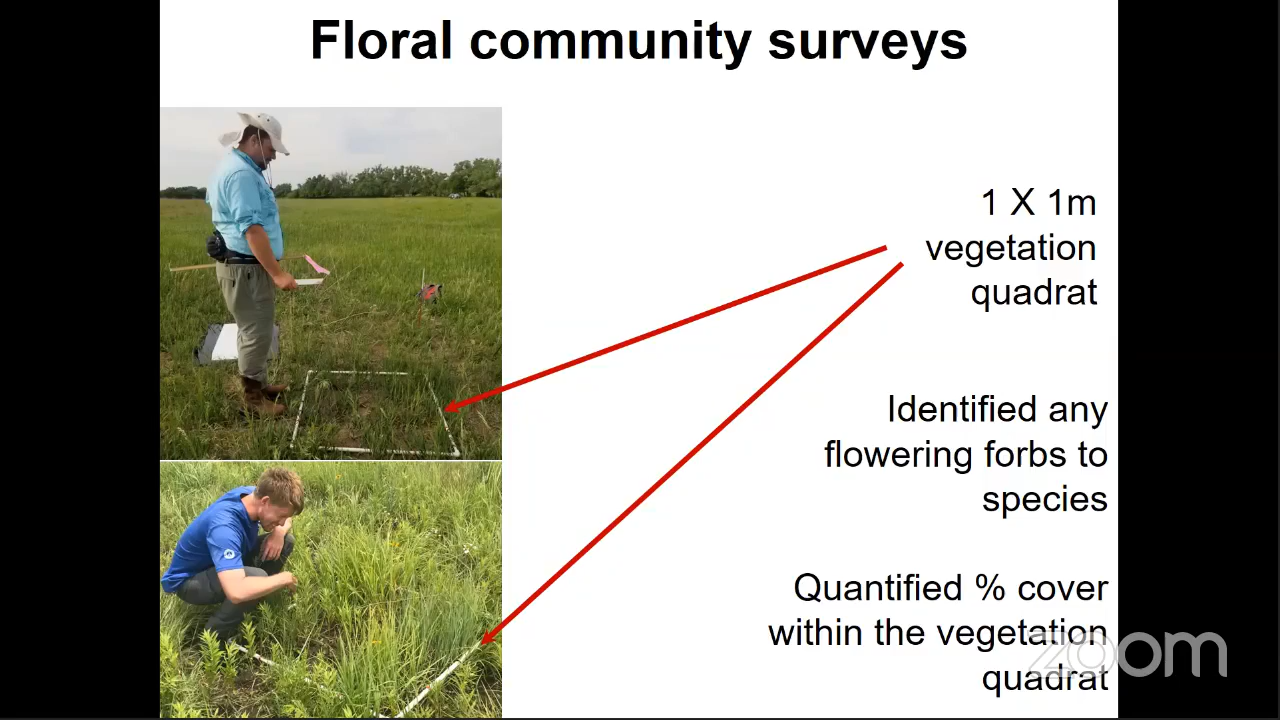 Floral community surveys
1 X 1m
vegetation
quadrat
Identified any
flowering forbs to
species
Quantified % cover
within the vegetation
quadrat
zoom